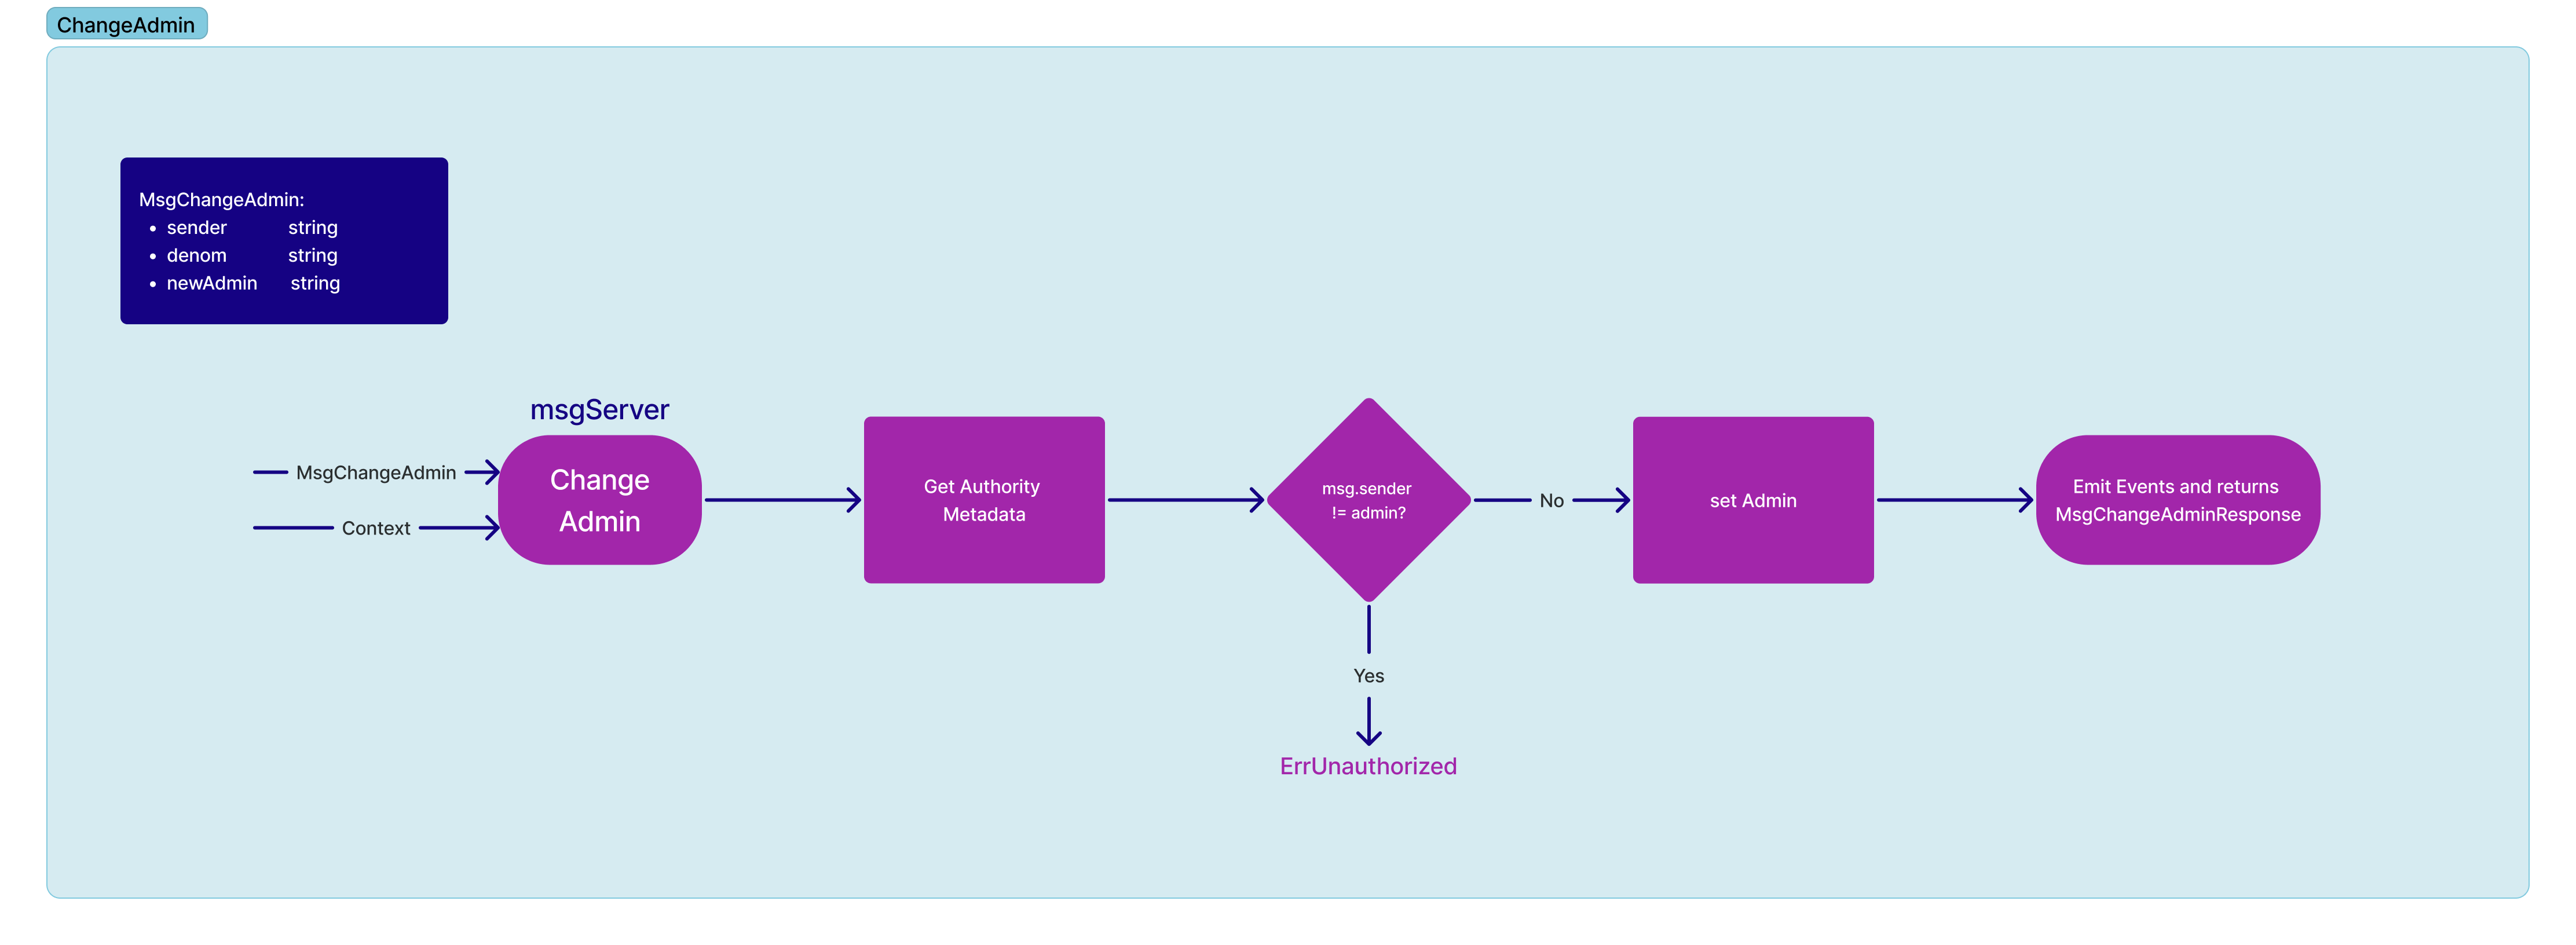 ChangeAdmin
MsgChangeAdmin:
• sender string
• denom string
• newAdmin string
msgServer
MsgChangeAdmin
Context
Change
Admin
Get Authority
Metadata
msg.sender
!= admin?
No
set Admin
Emit Events and returns
MsgChangeAdminResponse
Yes
ErrUnauthorized